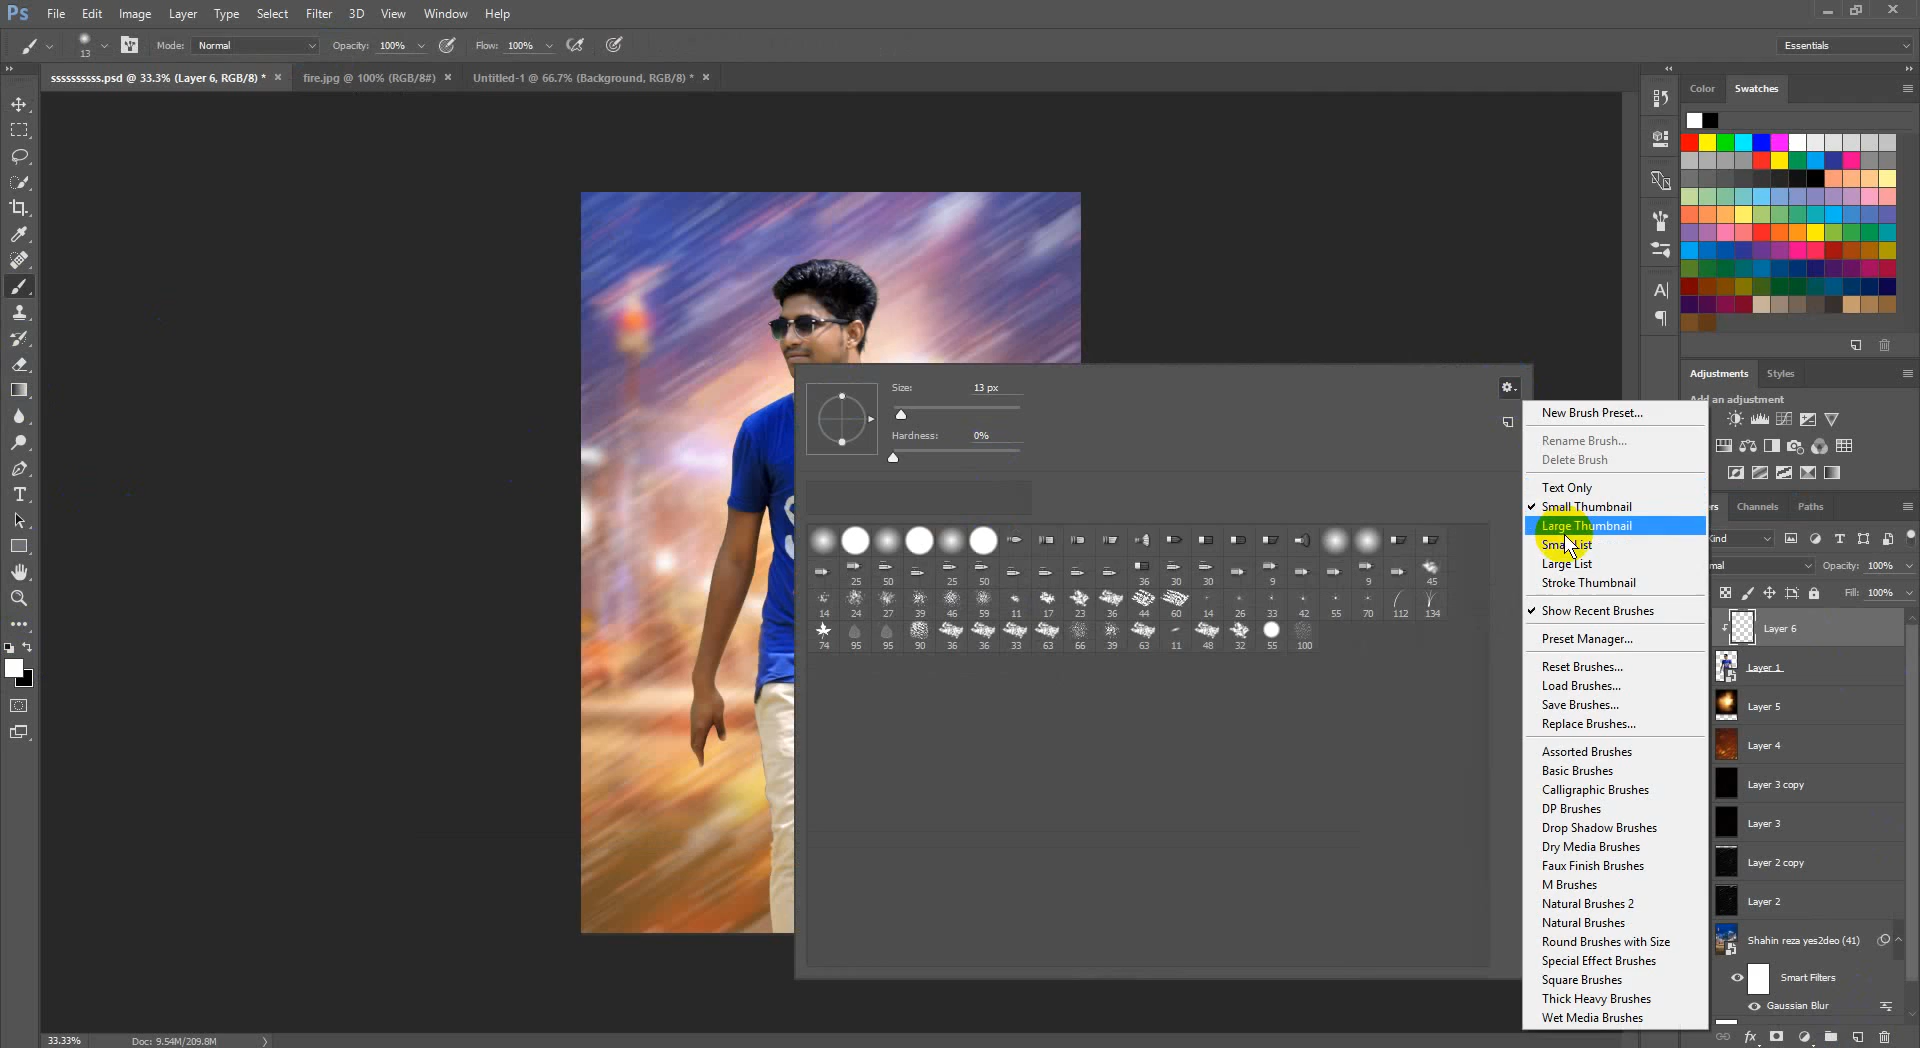 Ps File Edit Image Layer Type Select Filter 3D View Window Help
13 Mode: Normal Opacity: 100% Flow: 100% Essentials
ssssssssss.psd @ 33.3% (Layer 6, RGB/8) * × fire.jpg @ 100% (RGB/8#) × Untitled-1 @ 66.7% (Background, RGB/8) * ×
Color Swatches
Size: 13 px
Hardness: 0%
25 50 25 50 36 30 30 9 9 45
14 24 27 39 46 59 11 17 23 36 44 60 14 26 33 42 55 70 112 134
74 95 95 90 36 36 33 63 66 39 63 11 48 32 55 100
New Brush Preset...
Rename Brush...
Delete Brush
Text Only
Small Thumbnail
Large Thumbnail
Small List
Large List
Stroke Thumbnail
Show Recent Brushes
Preset Manager...
Reset Brushes...
Load Brushes...
Save Brushes...
Replace Brushes...
Assorted Brushes
Basic Brushes
Calligraphic Brushes
DP Brushes
Drop Shadow Brushes
Dry Media Brushes
Faux Finish Brushes
M Brushes
Natural Brushes 2
Natural Brushes
Round Brushes with Size
Special Effect Brushes
Square Brushes
Thick Heavy Brushes
Wet Media Brushes
Adjustments Styles
Add an adjustment
ers Channels Paths
Kind
mal Opacity: 100%
Fill: 100%
Layer 6
Layer 1
Layer 5
Layer 4
Layer 3 copy
Layer 3
Layer 2 copy
Layer 2
Shahin reza yes2deo (41)
Smart Filters
Gaussian Blur
33.33% Doc: 9.54M/209.8M